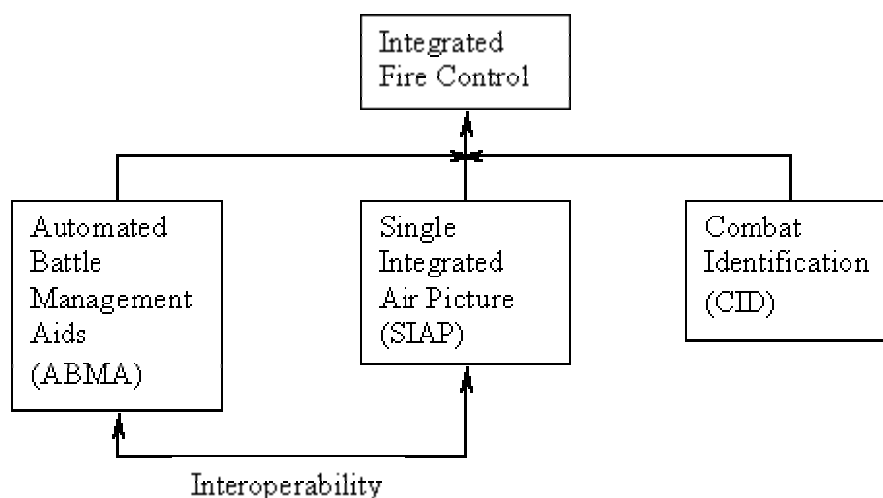 Integrated
Fire Control
Automated
Battle
Management
Aids
(ABMA)
Single
Integrated
Air Picture
(SIAP)
Combat
Identification
(CID)
Interoperability